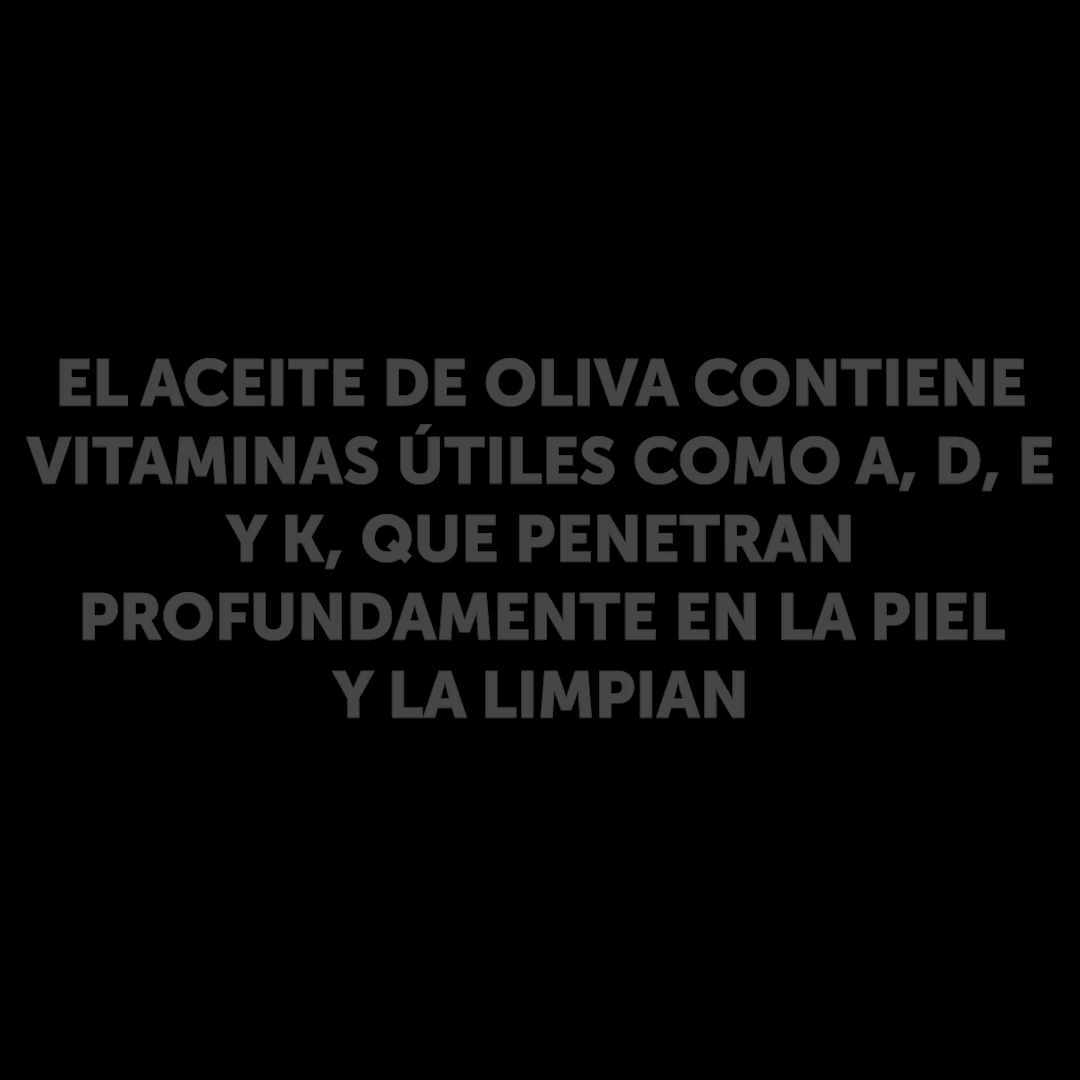 EL ACEITE DE OLIVA CONTIENE
VITAMINAS ÚTILES COMO A, D, E
Y K, QUE PENETRAN
PROFUNDAMENTE EN LA PIEL
Y LA LIMPIAN